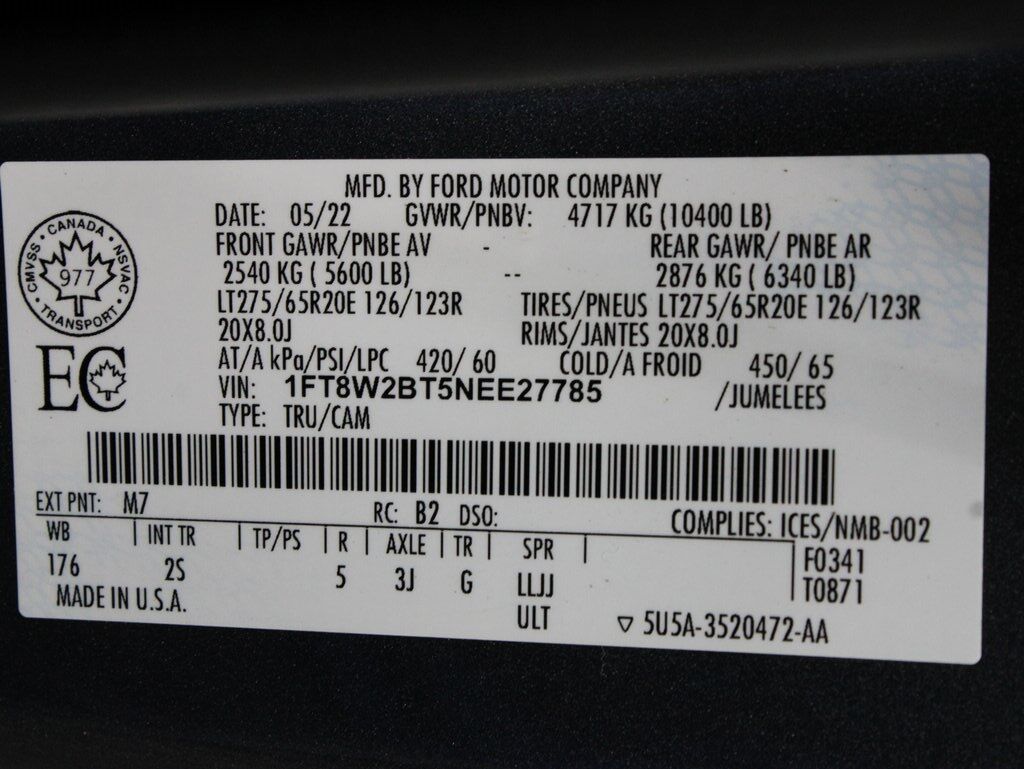 MFD. BY FORD MOTOR COMPANY
DATE: 05/22 GVWR/PNBV: 4717 KG (10400 LB)
FRONT GAWR/PNBE AV - REAR GAWR/ PNBE AR
2540 KG ( 5600 LB) -- 2876 KG ( 6340 LB)
LT275/65R20E 126/123R TIRES/PNEUS LT275/65R20E 126/123R
20X8.0J RIMS/JANTES 20X8.0J
AT/A kPa/PSI/LPC 420/ 60 COLD/A FROID 450/ 65
VIN: 1FT8W2BT5NEE27785 /JUMELEES
TYPE: TRU/CAM
CANADA
CMVSS NSVAC
977
TRANSPORT
EC
EXT PNT: M7 RC: B2 DSO: COMPLIES: ICES/NMB-002
WB | INT TR | TP/PS | R | AXLE | TR | SPR | F0341
176 2S 5 3J G LLJJ T0871
MADE IN U.S.A. ULT ▽ 5U5A-3520472-AA